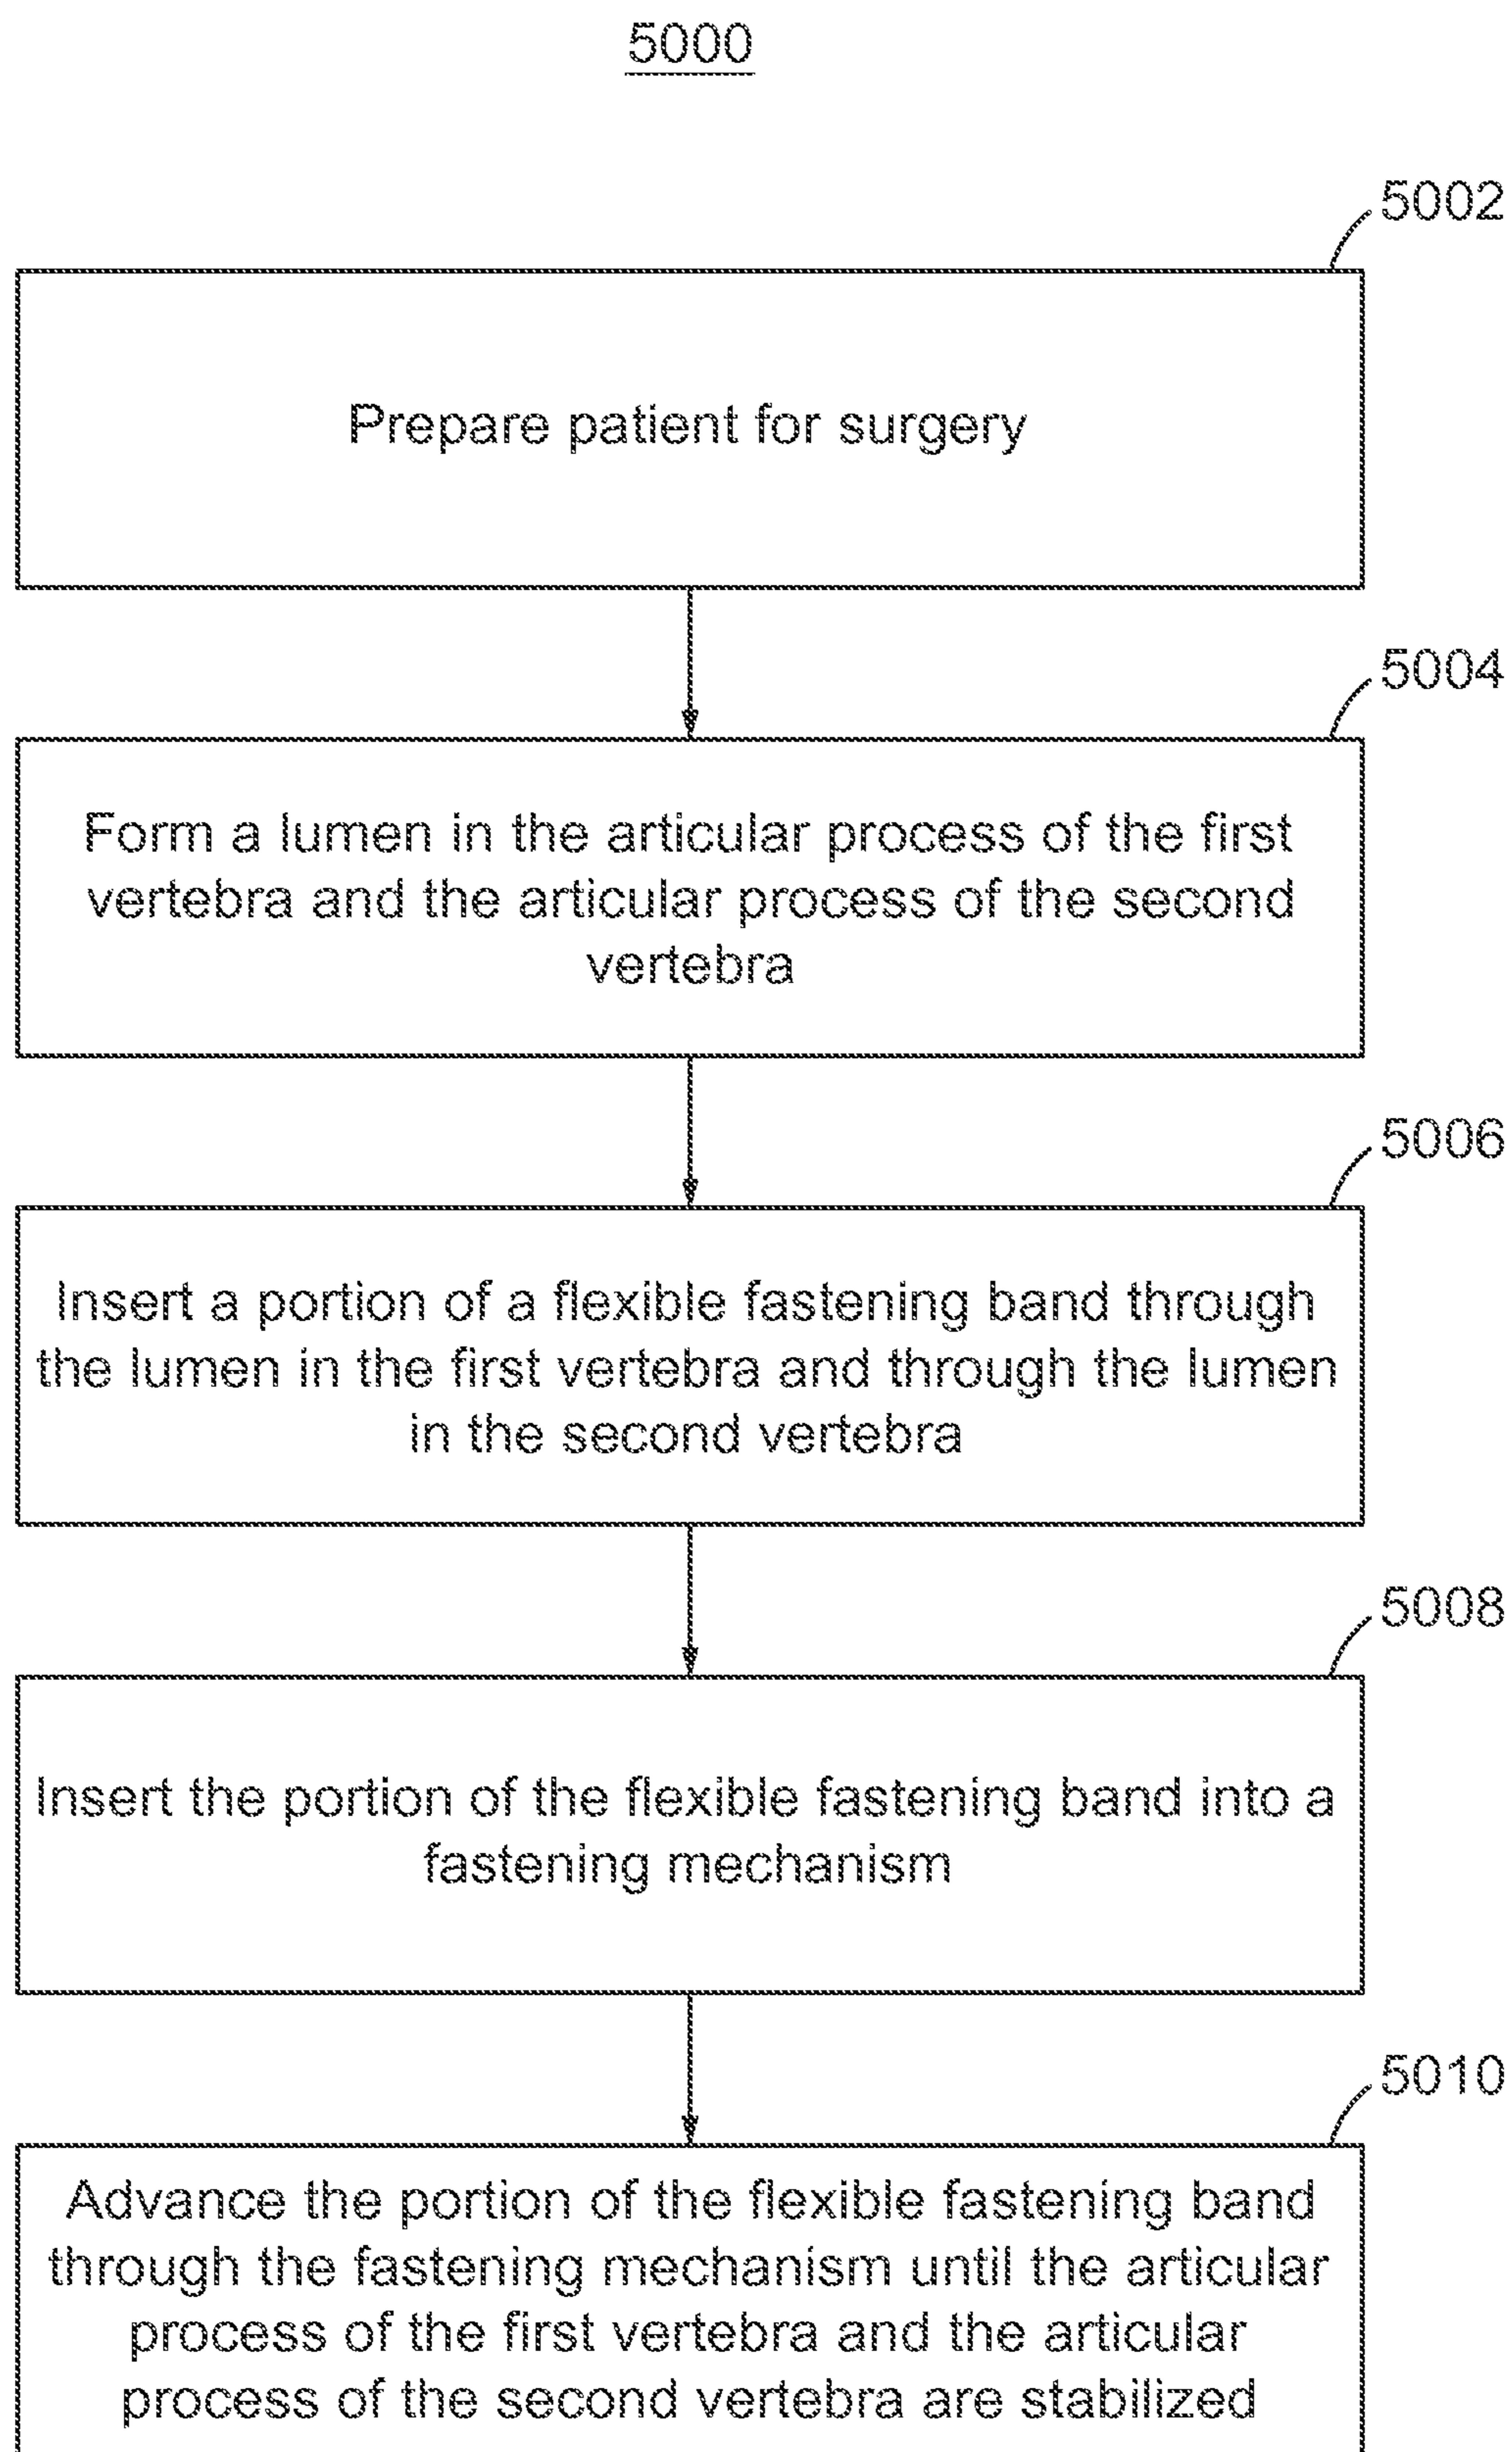 5000
5002
Prepare patient for surgery
5004
Form a lumen in the articular process of the first
vertebra and the articular process of the second
vertebra
5006
Insert a portion of a flexible fastening band through
the lumen in the first vertebra and through the lumen
in the second vertebra
5008
Insert the portion of the flexible fastening band into a
fastening mechanism
5010
Advance the portion of the flexible fastening band
through the fastening mechanism until the articular
process of the first vertebra and the articular
process of the second vertebra are stabilized